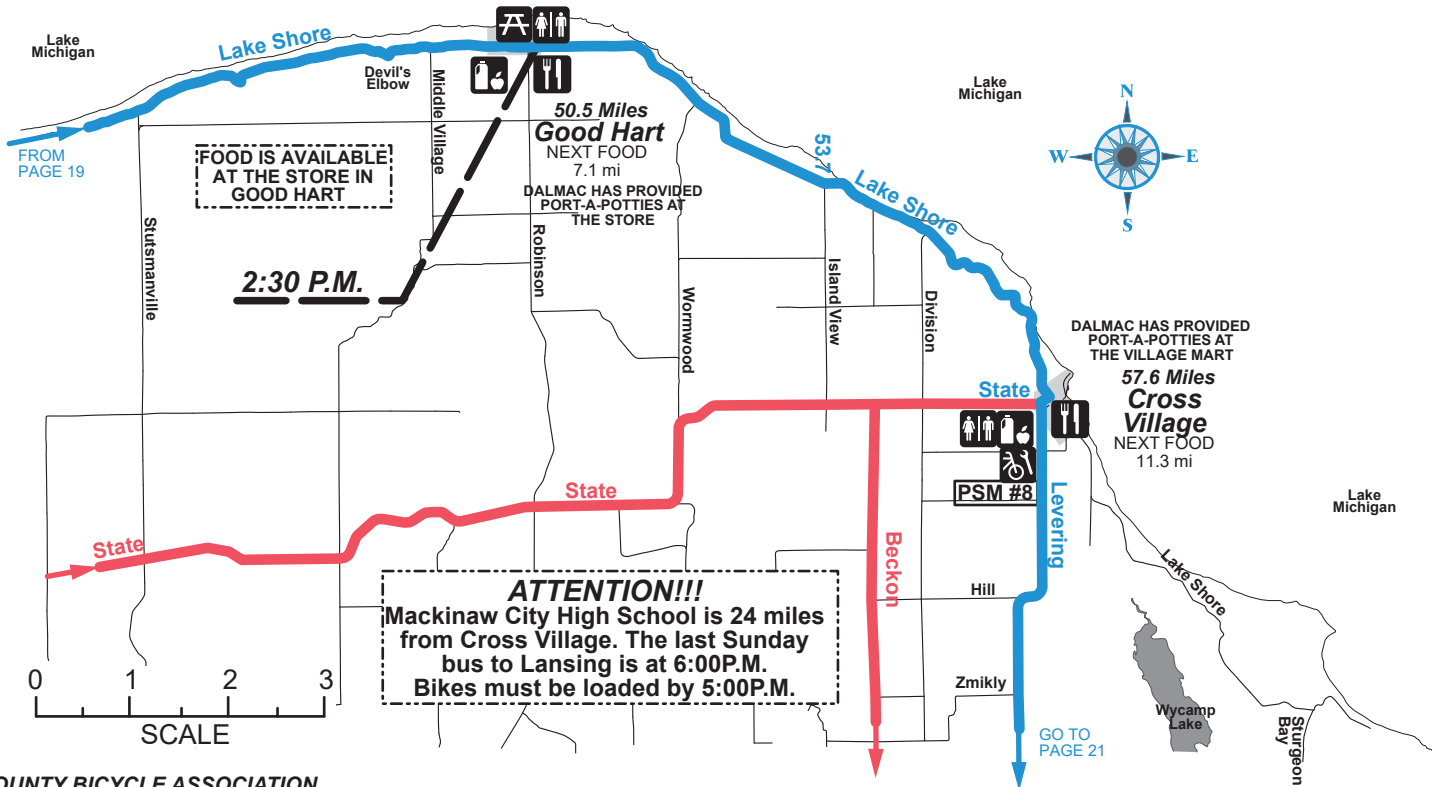 Lake
Michigan
Lake Shore
Devil's
Elbow
Middle Village
FROM
PAGE 19
FOOD IS AVAILABLE
AT THE STORE IN
GOOD HART
50.5 Miles
Good Hart
NEXT FOOD
7.1 mi
DALMAC HAS PROVIDED
PORT-A-POTTIES AT
THE STORE
Lake
Michigan
N
W
E
S
53.7
Lake Shore
Stutsmanville
Robinson
2:30 P.M.
Wormwood
Island View
Division
DALMAC HAS PROVIDED
PORT-A-POTTIES AT
THE VILLAGE MART
57.6 Miles
Cross
Village
NEXT FOOD
11.3 mi
State
PSM #8
Levering
Lake
Michigan
State
State
Beckon
Hill
Lake Shore
ATTENTION!!!
Mackinaw City High School is 24 miles
from Cross Village. The last Sunday
bus to Lansing is at 6:00P.M.
Bikes must be loaded by 5:00P.M.
Zmikly
Wycamp
Lake
Sturgeon
Bay
GO TO
PAGE 21
0 1 2 3
SCALE
OUNTY BICYCLE ASSOCIATION